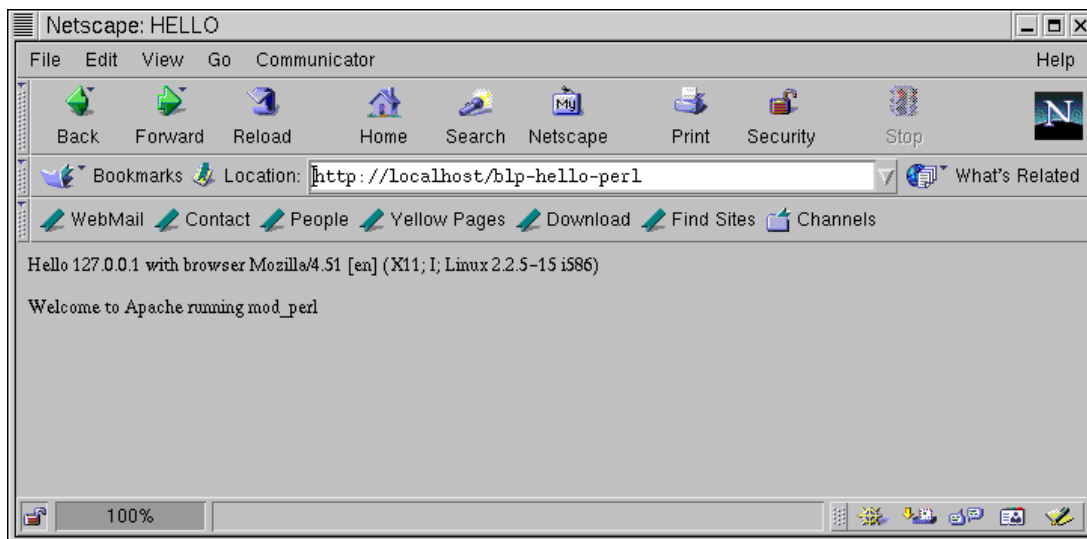 Netscape: HELLO
File Edit View Go Communicator Help
Back Forward Reload Home Search Netscape Print Security Stop
My
N
Bookmarks Location: http://localhost/blp-hello-perl What's Related
WebMail Contact People Yellow Pages Download Find Sites Channels
Hello 127.0.0.1 with browser Mozilla/4.51 [en] (X11; I; Linux 2.2.5-15 i586)
Welcome to Apache running mod_perl
100%